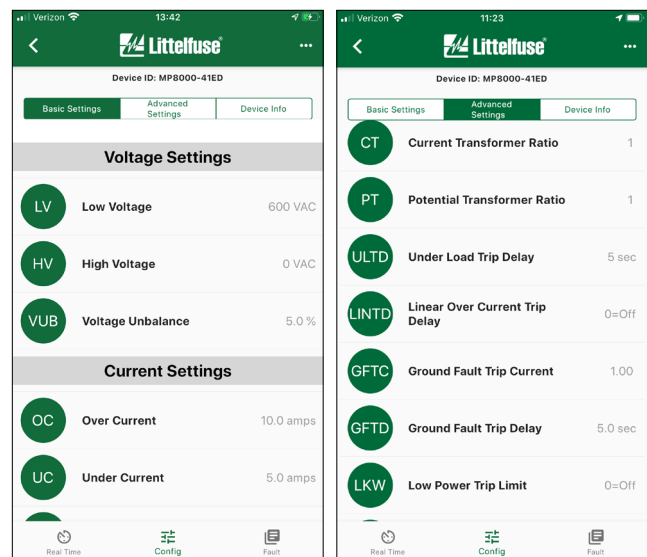 Verizon 13:42
Littelfuse®
Device ID: MP8000-41ED
Basic Settings Advanced Settings Device Info
Voltage Settings
LV Low Voltage 600 VAC
HV High Voltage 0 VAC
VUB Voltage Unbalance 5.0 %
Current Settings
OC Over Current 10.0 amps
UC Under Current 5.0 amps
Real Time Config Fault
Verizon 11:23
Littelfuse®
Device ID: MP8000-41ED
Basic Settings Advanced Settings Device Info
CT Current Transformer Ratio 1
PT Potential Transformer Ratio 1
ULTD Under Load Trip Delay 5 sec
LINTD Linear Over Current Trip Delay 0=Off
GFTC Ground Fault Trip Current 1.00
GFTD Ground Fault Trip Delay 5.0 sec
LKW Low Power Trip Limit 0=Off
Real Time Config Fault